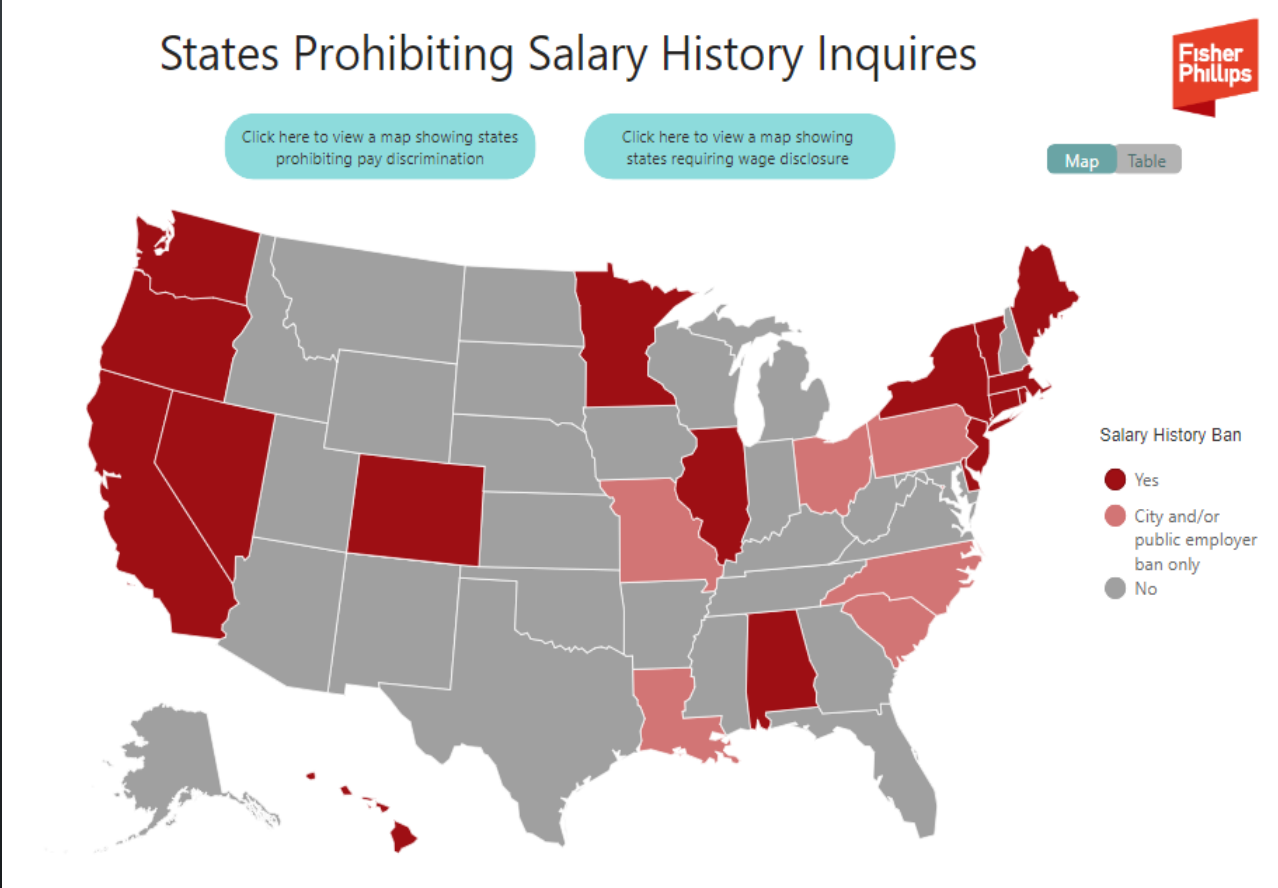 States Prohibiting Salary History Inquires
Fisher
Phillips
Click here to view a map showing states
prohibiting pay discrimination
Click here to view a map showing
states requiring wage disclosure
Map
Table
Salary History Ban
Yes
City and/or
public employer
ban only
No